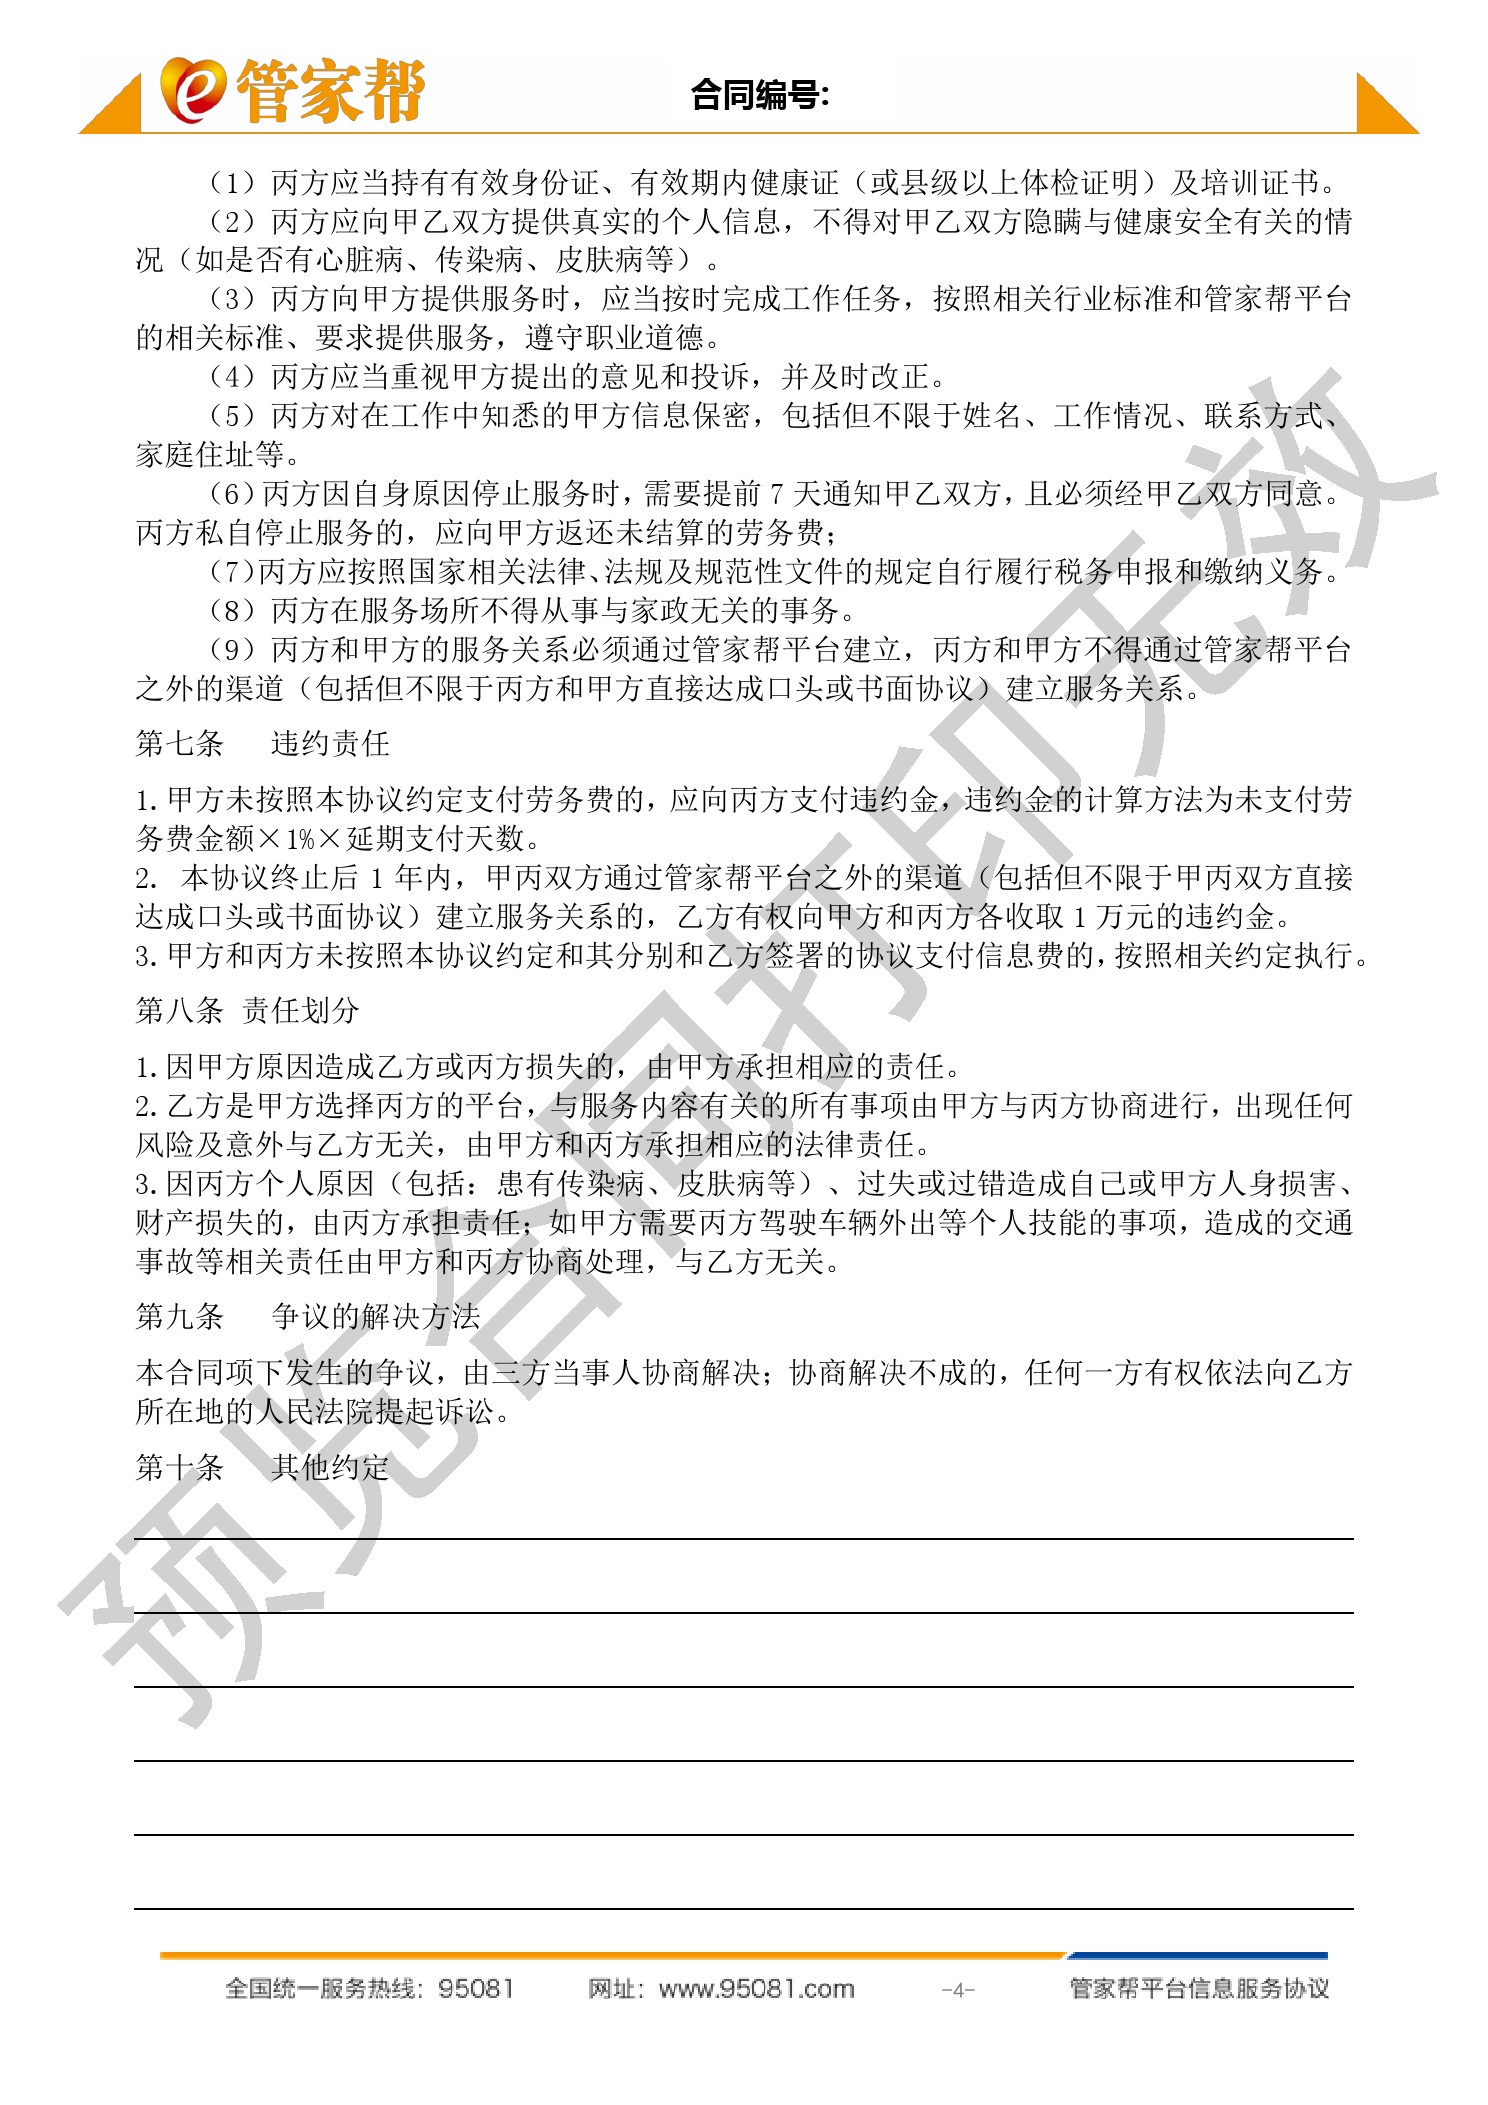 管家帮
合同编号:
（1）丙方应当持有有效身份证、有效期内健康证（或县级以上体检证明）及培训证书。
（2）丙方应向甲乙双方提供真实的个人信息，不得对甲乙双方隐瞒与健康安全有关的情
况（如是否有心脏病、传染病、皮肤病等）。
（3）丙方向甲方提供服务时，应当按时完成工作任务，按照相关行业标准和管家帮平台
的相关标准、要求提供服务，遵守职业道德。
（4）丙方应当重视甲方提出的意见和投诉，并及时改正。
（5）丙方对在工作中知悉的甲方信息保密，包括但不限于姓名、工作情况、联系方式、
家庭住址等。
（6）丙方因自身原因停止服务时，需要提前 7 天通知甲乙双方，且必须经甲乙双方同意。
丙方私自停止服务的，应向甲方返还未结算的劳务费；
（7）丙方应按照国家相关法律、法规及规范性文件的规定自行履行税务申报和缴纳义务。
（8）丙方在服务场所不得从事与家政无关的事务。
（9）丙方和甲方的服务关系必须通过管家帮平台建立，丙方和甲方不得通过管家帮平台
之外的渠道（包括但不限于丙方和甲方直接达成口头或书面协议）建立服务关系。
第七条 违约责任
1.甲方未按照本协议约定支付劳务费的，应向丙方支付违约金，违约金的计算方法为未支付劳
务费金额×1%×延期支付天数。
2. 本协议终止后 1 年内，甲丙双方通过管家帮平台之外的渠道（包括但不限于甲丙双方直接
达成口头或书面协议）建立服务关系的，乙方有权向甲方和丙方各收取 1 万元的违约金。
3.甲方和丙方未按照本协议约定和其分别和乙方签署的协议支付信息费的，按照相关约定执行。
第八条 责任划分
1.因甲方原因造成乙方或丙方损失的，由甲方承担相应的责任。
2.乙方是甲方选择丙方的平台，与服务内容有关的所有事项由甲方与丙方协商进行，出现任何
风险及意外与乙方无关，由甲方和丙方承担相应的法律责任。
3.因丙方个人原因（包括：患有传染病、皮肤病等）、过失或过错造成自己或甲方人身损害、
财产损失的，由丙方承担责任；如甲方需要丙方驾驶车辆外出等个人技能的事项，造成的交通
事故等相关责任由甲方和丙方协商处理，与乙方无关。
第九条 争议的解决方法
本合同项下发生的争议，由三方当事人协商解决；协商解决不成的，任何一方有权依法向乙方
所在地的人民法院提起诉讼。
第十条 其他约定
预览合同打印无效
全国统一服务热线：95081 网址：www.95081.com -4- 管家帮平台信息服务协议